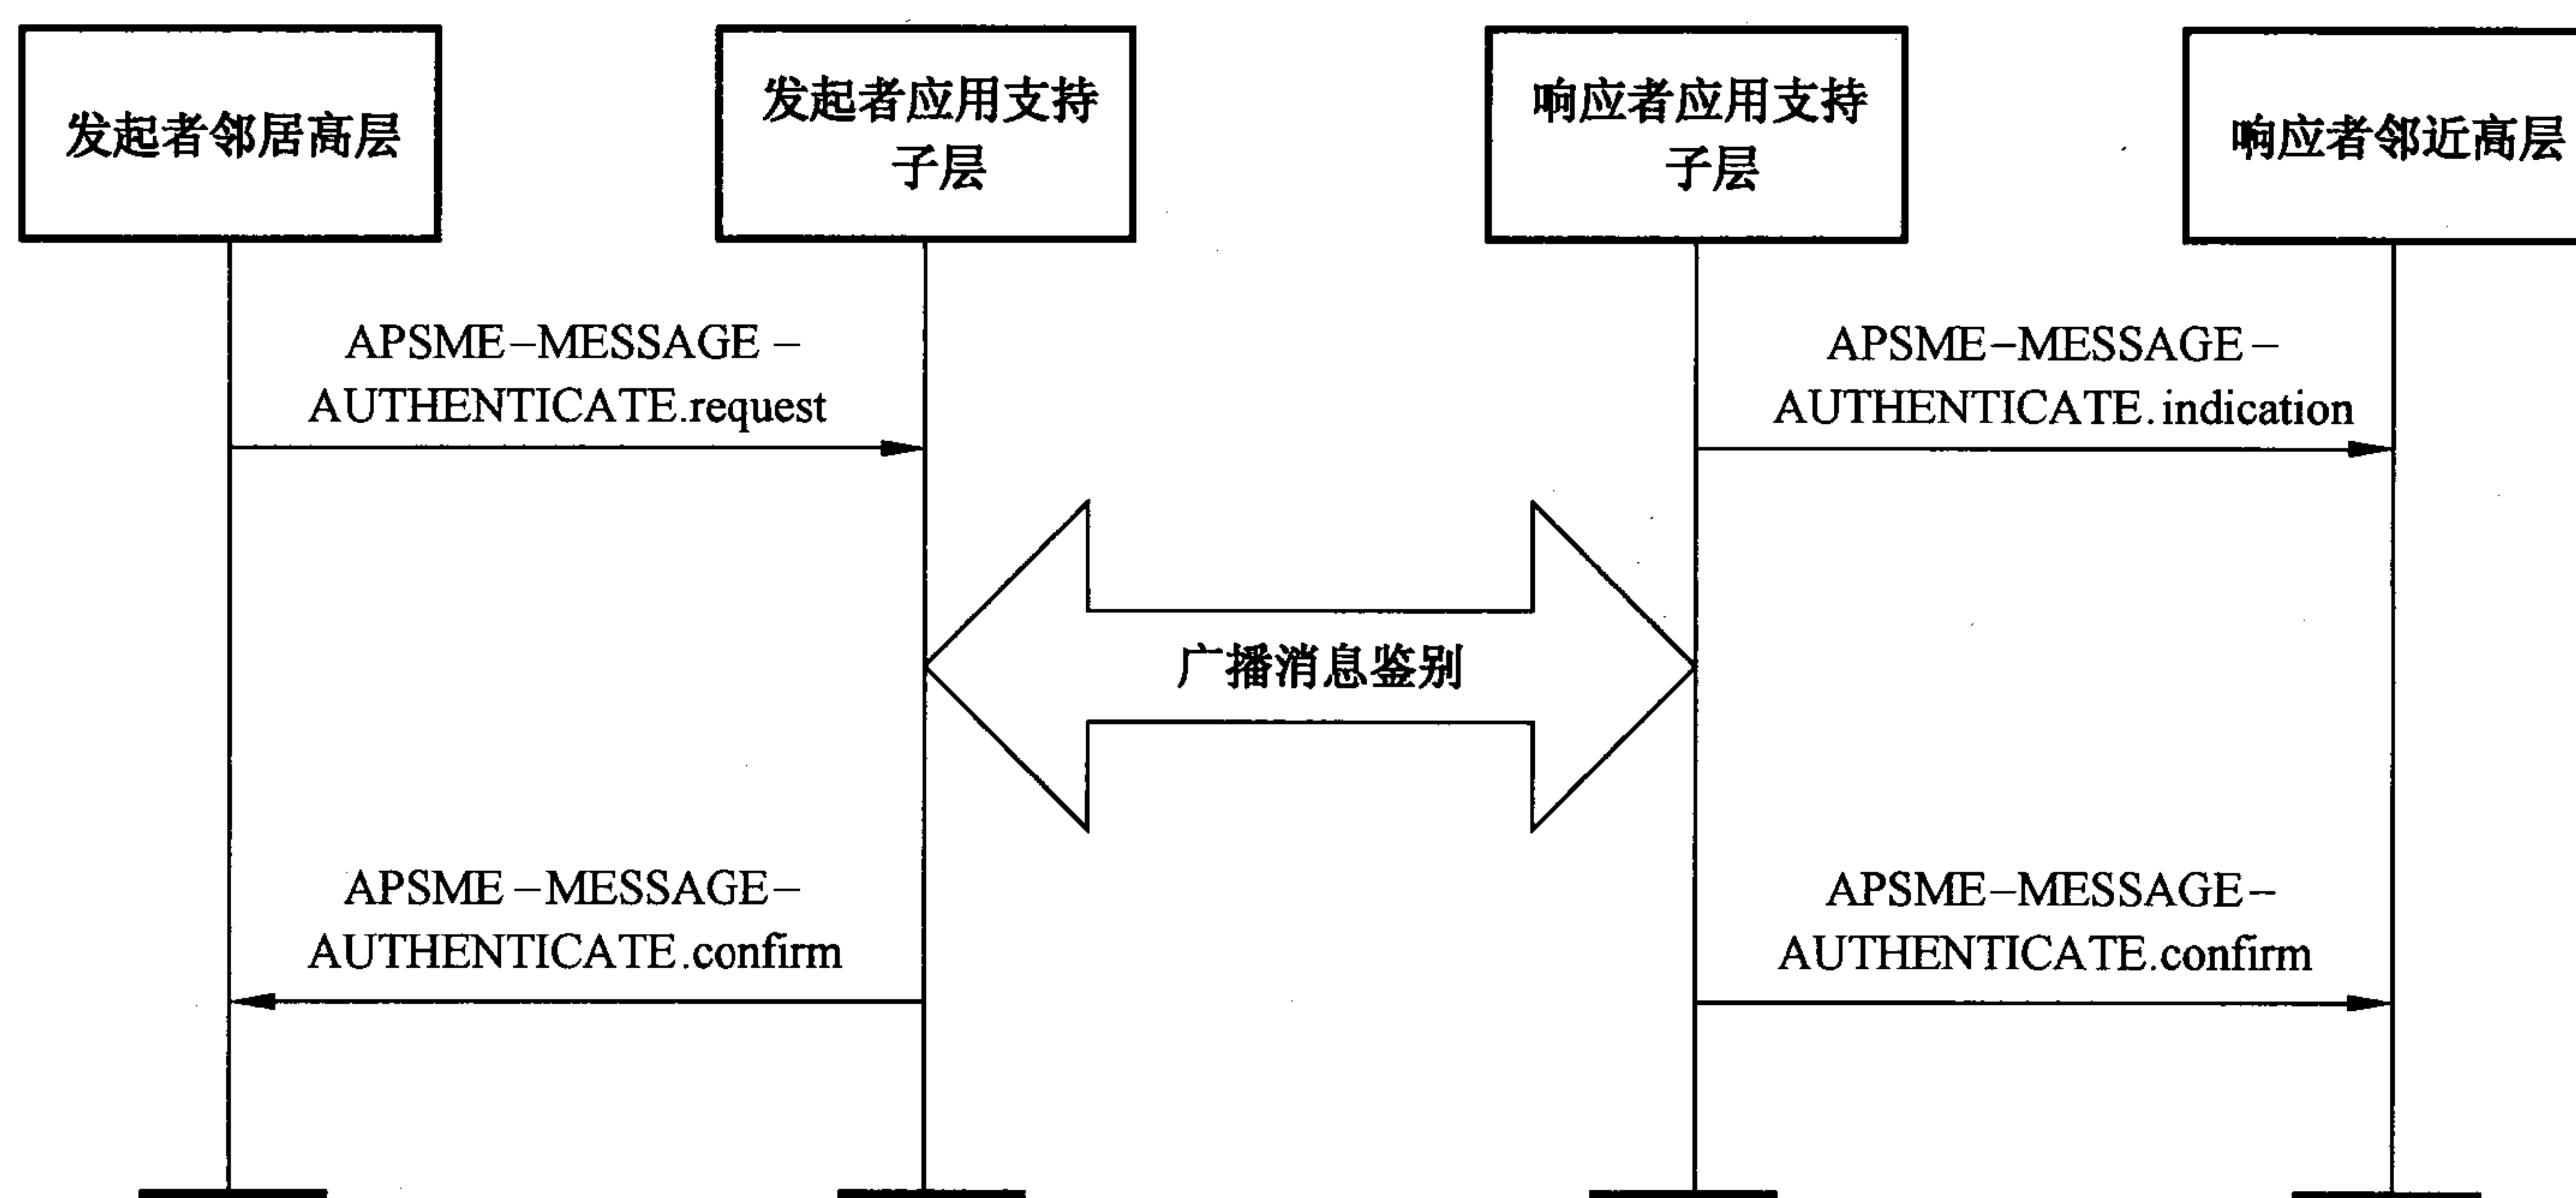 发起者邻居高层
发起者应用支持
子层
响应者应用支持
子层
响应者邻近高层
APSME–MESSAGE –
AUTHENTICATE.request
APSME–MESSAGE–
AUTHENTICATE.indication
广播消息鉴别
APSME –MESSAGE–
AUTHENTICATE.confirm
APSME–MESSAGE–
AUTHENTICATE.confirm